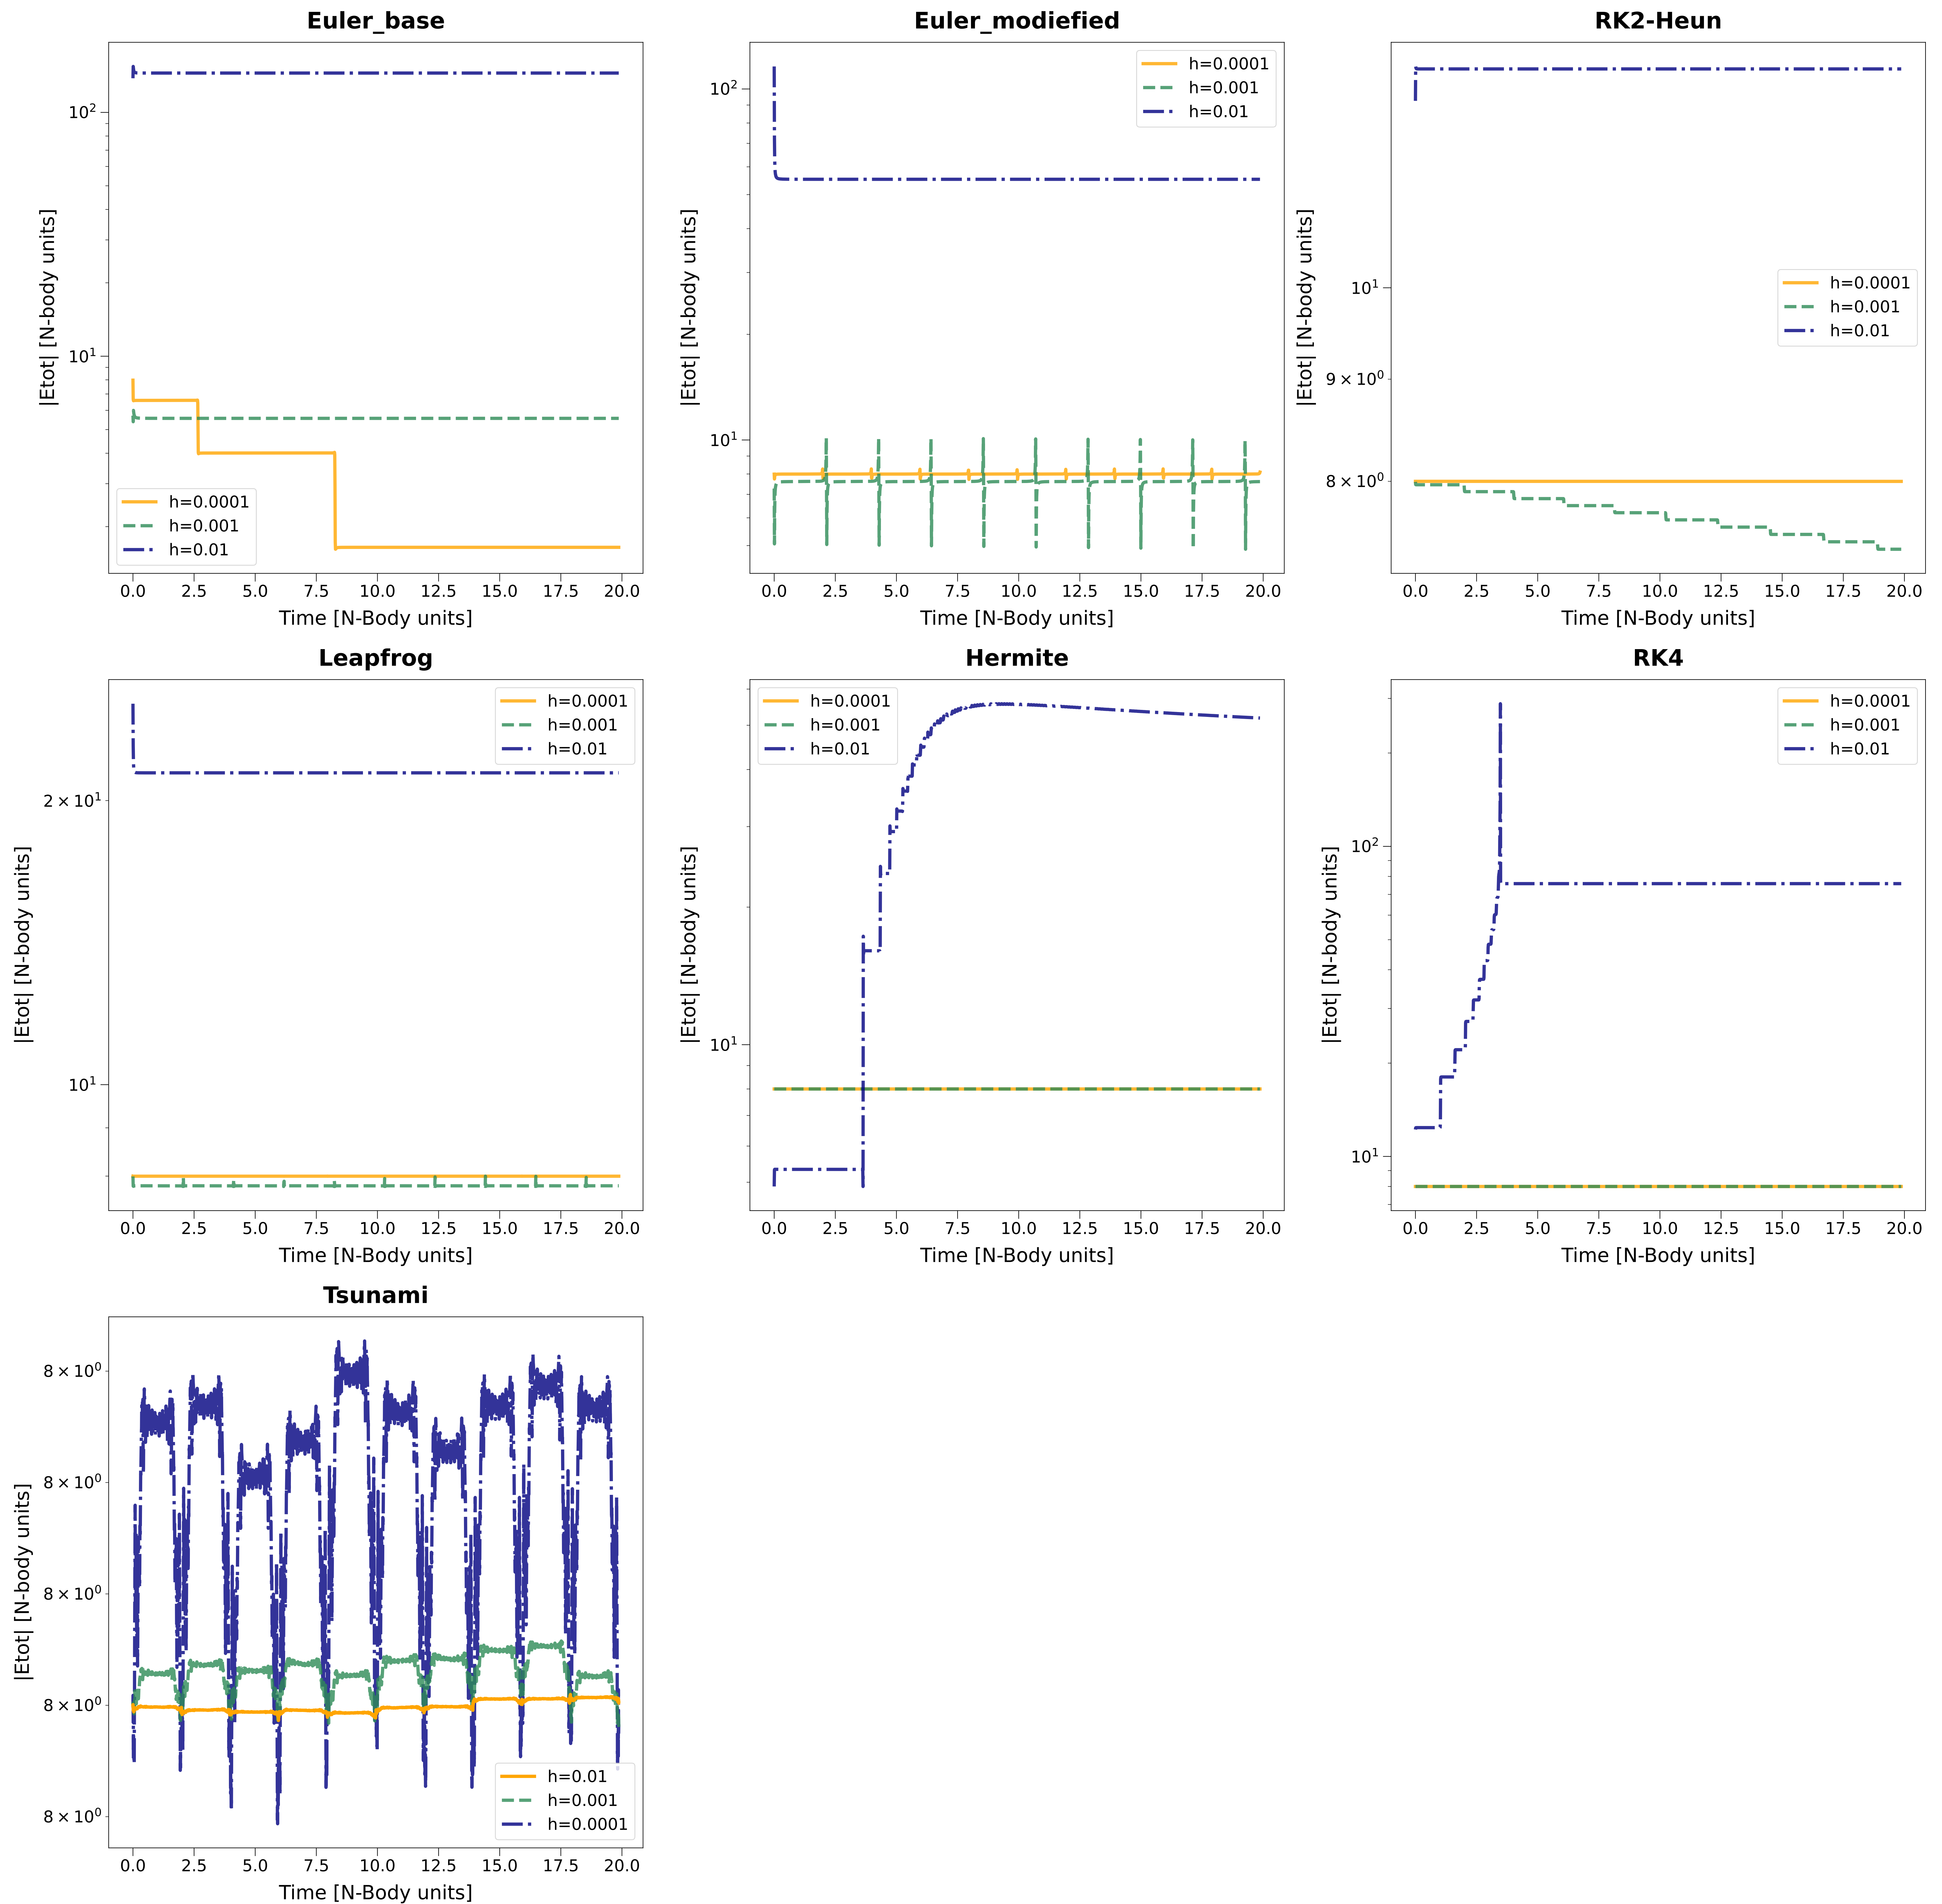 Euler_base
|Etot| [N-body units]
10²
10¹
h=0.0001
h=0.001
h=0.01
0.0 2.5 5.0 7.5 10.0 12.5 15.0 17.5 20.0
Time [N-Body units]
Euler_modiefied
|Etot| [N-body units]
10²
10¹
h=0.0001
h=0.001
h=0.01
0.0 2.5 5.0 7.5 10.0 12.5 15.0 17.5 20.0
Time [N-Body units]
RK2-Heun
|Etot| [N-body units]
10¹
9 × 10⁰
8 × 10⁰
h=0.0001
h=0.001
h=0.01
0.0 2.5 5.0 7.5 10.0 12.5 15.0 17.5 20.0
Time [N-Body units]
Leapfrog
|Etot| [N-body units]
2 × 10¹
10¹
h=0.0001
h=0.001
h=0.01
0.0 2.5 5.0 7.5 10.0 12.5 15.0 17.5 20.0
Time [N-Body units]
Hermite
|Etot| [N-body units]
10¹
h=0.0001
h=0.001
h=0.01
0.0 2.5 5.0 7.5 10.0 12.5 15.0 17.5 20.0
Time [N-Body units]
RK4
|Etot| [N-body units]
10²
10¹
h=0.0001
h=0.001
h=0.01
0.0 2.5 5.0 7.5 10.0 12.5 15.0 17.5 20.0
Time [N-Body units]
Tsunami
|Etot| [N-body units]
8 × 10⁰
8 × 10⁰
8 × 10⁰
8 × 10⁰
8 × 10⁰
h=0.01
h=0.001
h=0.0001
0.0 2.5 5.0 7.5 10.0 12.5 15.0 17.5 20.0
Time [N-Body units]